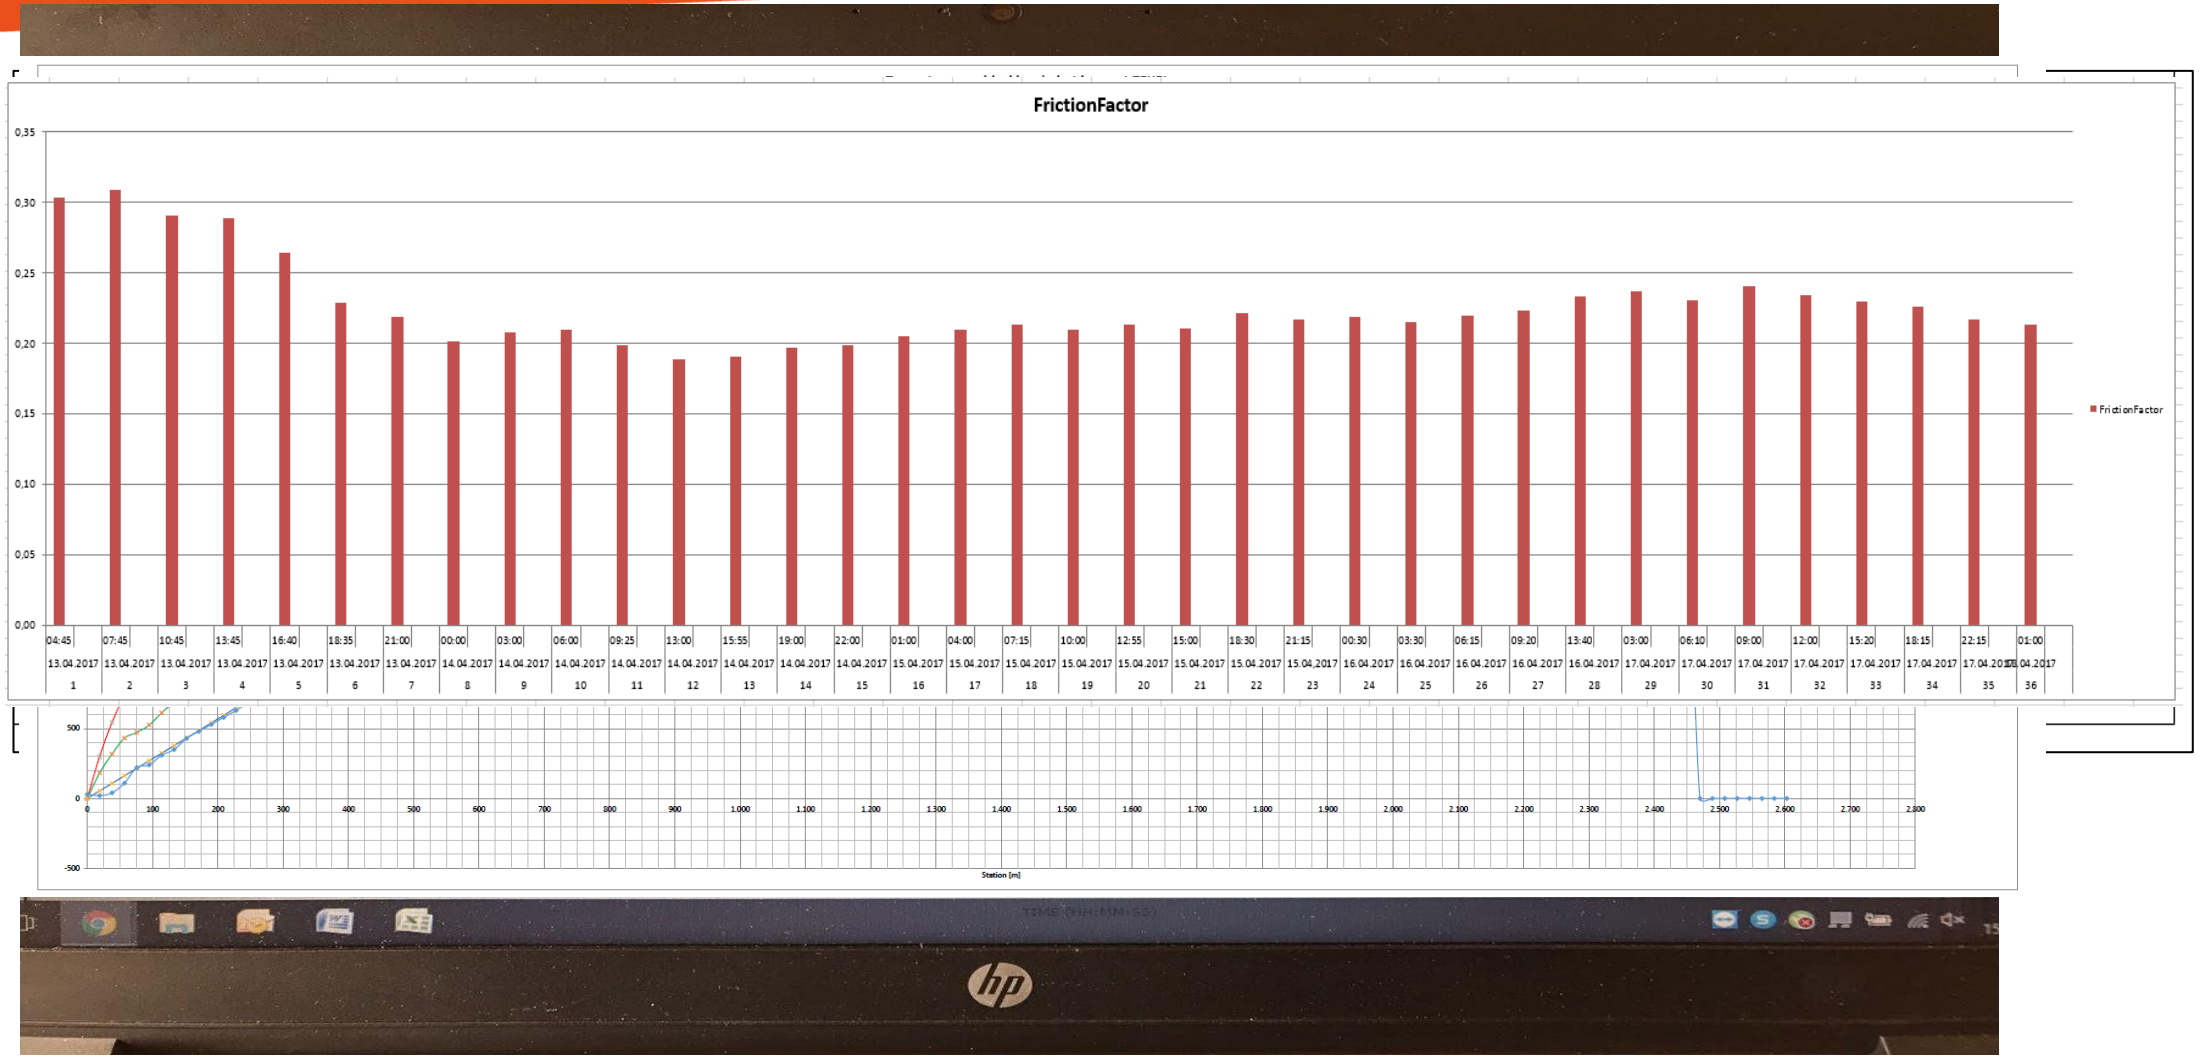 FrictionFactor
0,35
0,30
0,25
0,20
0,15
0,10
0,05
0,00
FrictionFactor
04:45 07:45 10:45 13:45 16:40 18:35 21:00 00:00 03:00 06:00 09:25 13:00 15:55 19:00 22:00 01:00 04:00 07:15 10:00 12:55 15:00 18:30 21:15 00:30 03:30 06:15 09:20 13:40 03:00 06:10 09:00 12:00 15:20 18:15 22:15 01:00
13.04.2017 13.04.2017 13.04.2017 13.04.2017 13.04.2017 13.04.2017 13.04.2017 14.04.2017 14.04.2017 14.04.2017 14.04.2017 14.04.2017 14.04.2017 14.04.2017 14.04.2017 15.04.2017 15.04.2017 15.04.2017 15.04.2017 15.04.2017 15.04.2017 15.04.2017 15.04.2017 16.04.2017 16.04.2017 16.04.2017 16.04.2017 16.04.2017 17.04.2017 17.04.2017 17.04.2017 17.04.2017 17.04.2017 17.04.2017 17.04.2017 18.04.2017
1 2 3 4 5 6 7 8 9 10 11 12 13 14 15 16 17 18 19 20 21 22 23 24 25 26 27 28 29 30 31 32 33 34 35 36
500
0
0 100 200 300 400 500 600 700 800 900 1.000 1.100 1.200 1.300 1.400 1.500 1.600 1.700 1.800 1.900 2.000 2.100 2.200 2.300 2.400 2.500 2.600 2.700 2.800
-500
Station [m]
TIME (HH:MM:SS)
15
hp